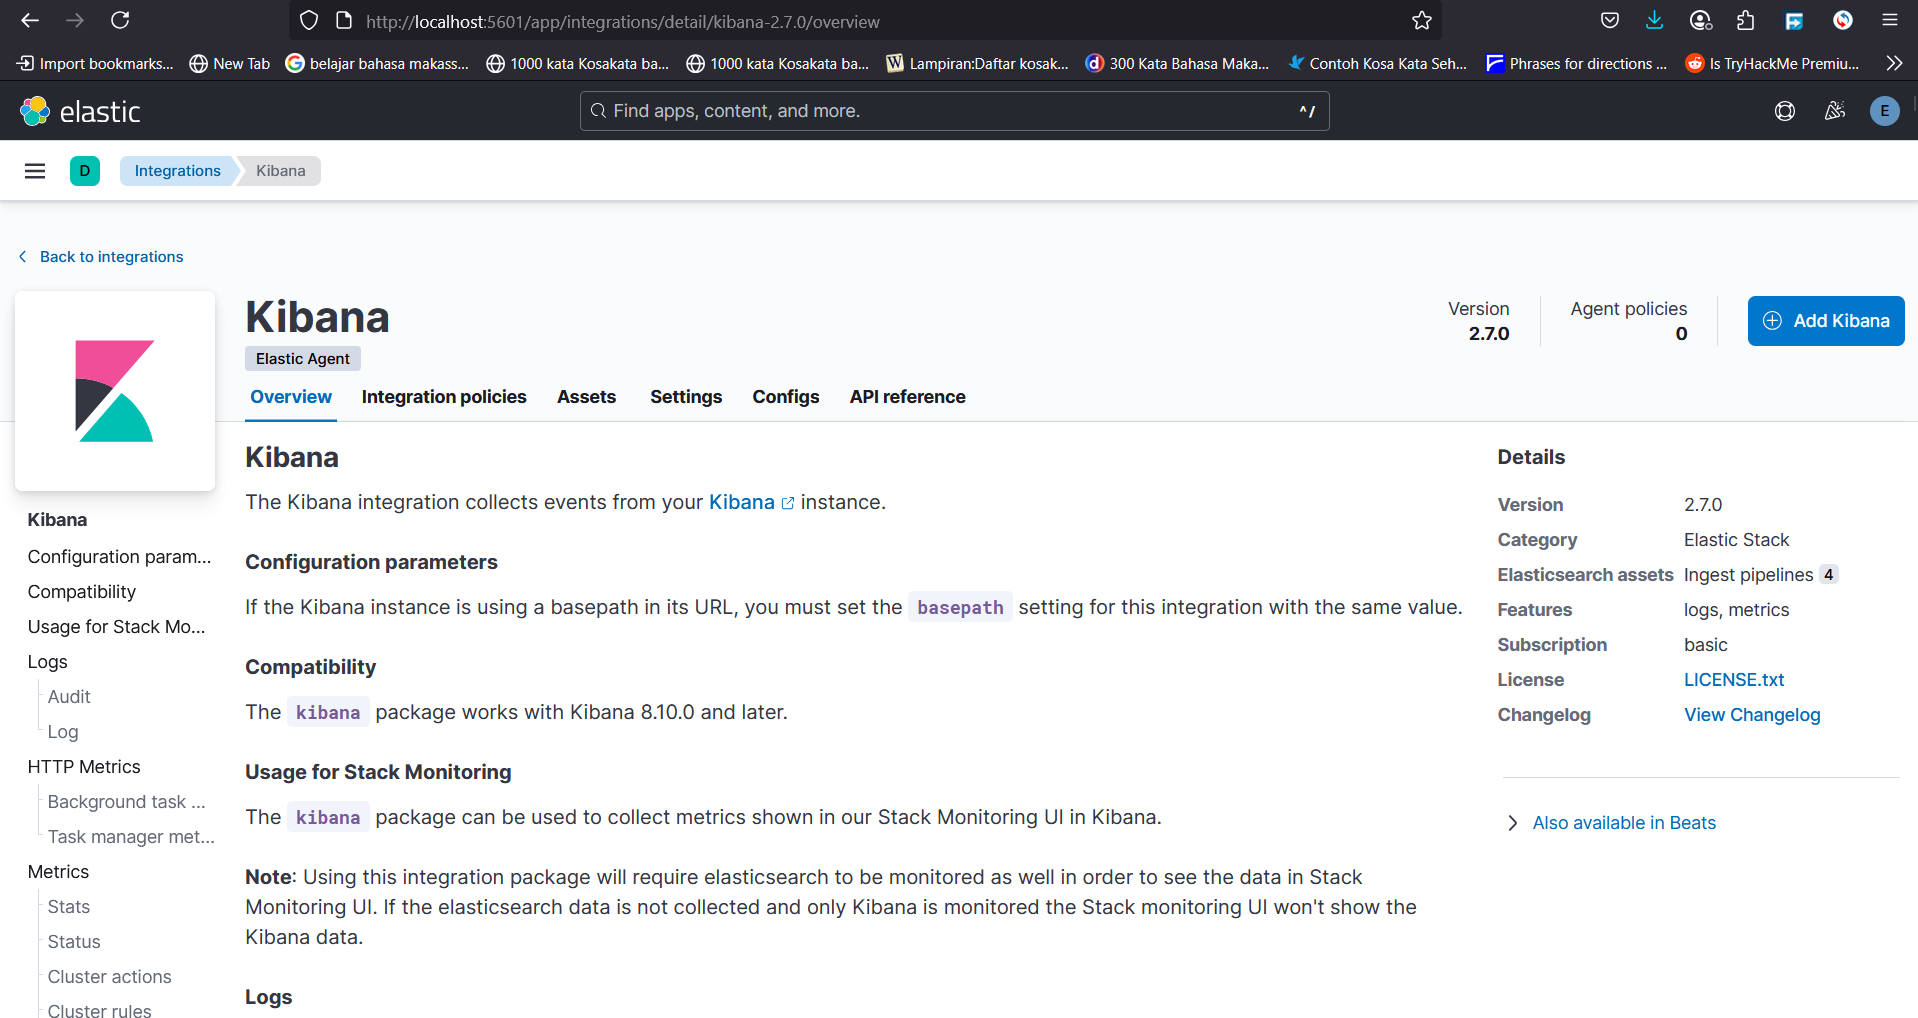 http://localhost:5601/app/integrations/detail/kibana-2.7.0/overview
Import bookmarks... New Tab belajar bahasa makass... 1000 kata Kosakata ba... 1000 kata Kosakata ba... Lampiran:Daftar kosak... 300 Kata Bahasa Maka... Contoh Kosa Kata Seh... Phrases for directions ... Is TryHackMe Premiu...
elastic
Find apps, content, and more. ^/
E
D Integrations Kibana
Back to integrations
Kibana
Elastic Agent
Version
2.7.0
Agent policies
0
Add Kibana
Overview Integration policies Assets Settings Configs API reference
Kibana
Configuration param...
Compatibility
Usage for Stack Mo...
Logs
Audit
Log
HTTP Metrics
Background task ...
Task manager met...
Metrics
Stats
Status
Cluster actions
Cluster rules
Kibana
The Kibana integration collects events from your Kibana instance.
Configuration parameters
If the Kibana instance is using a basepath in its URL, you must set the basepath setting for this integration with the same value.
Compatibility
The kibana package works with Kibana 8.10.0 and later.
Usage for Stack Monitoring
The kibana package can be used to collect metrics shown in our Stack Monitoring UI in Kibana.
Note: Using this integration package will require elasticsearch to be monitored as well in order to see the data in Stack
Monitoring UI. If the elasticsearch data is not collected and only Kibana is monitored the Stack monitoring UI won't show the
Kibana data.
Logs
Details
Version 2.7.0
Category Elastic Stack
Elasticsearch assets Ingest pipelines 4
Features logs, metrics
Subscription basic
License LICENSE.txt
Changelog View Changelog
Also available in Beats